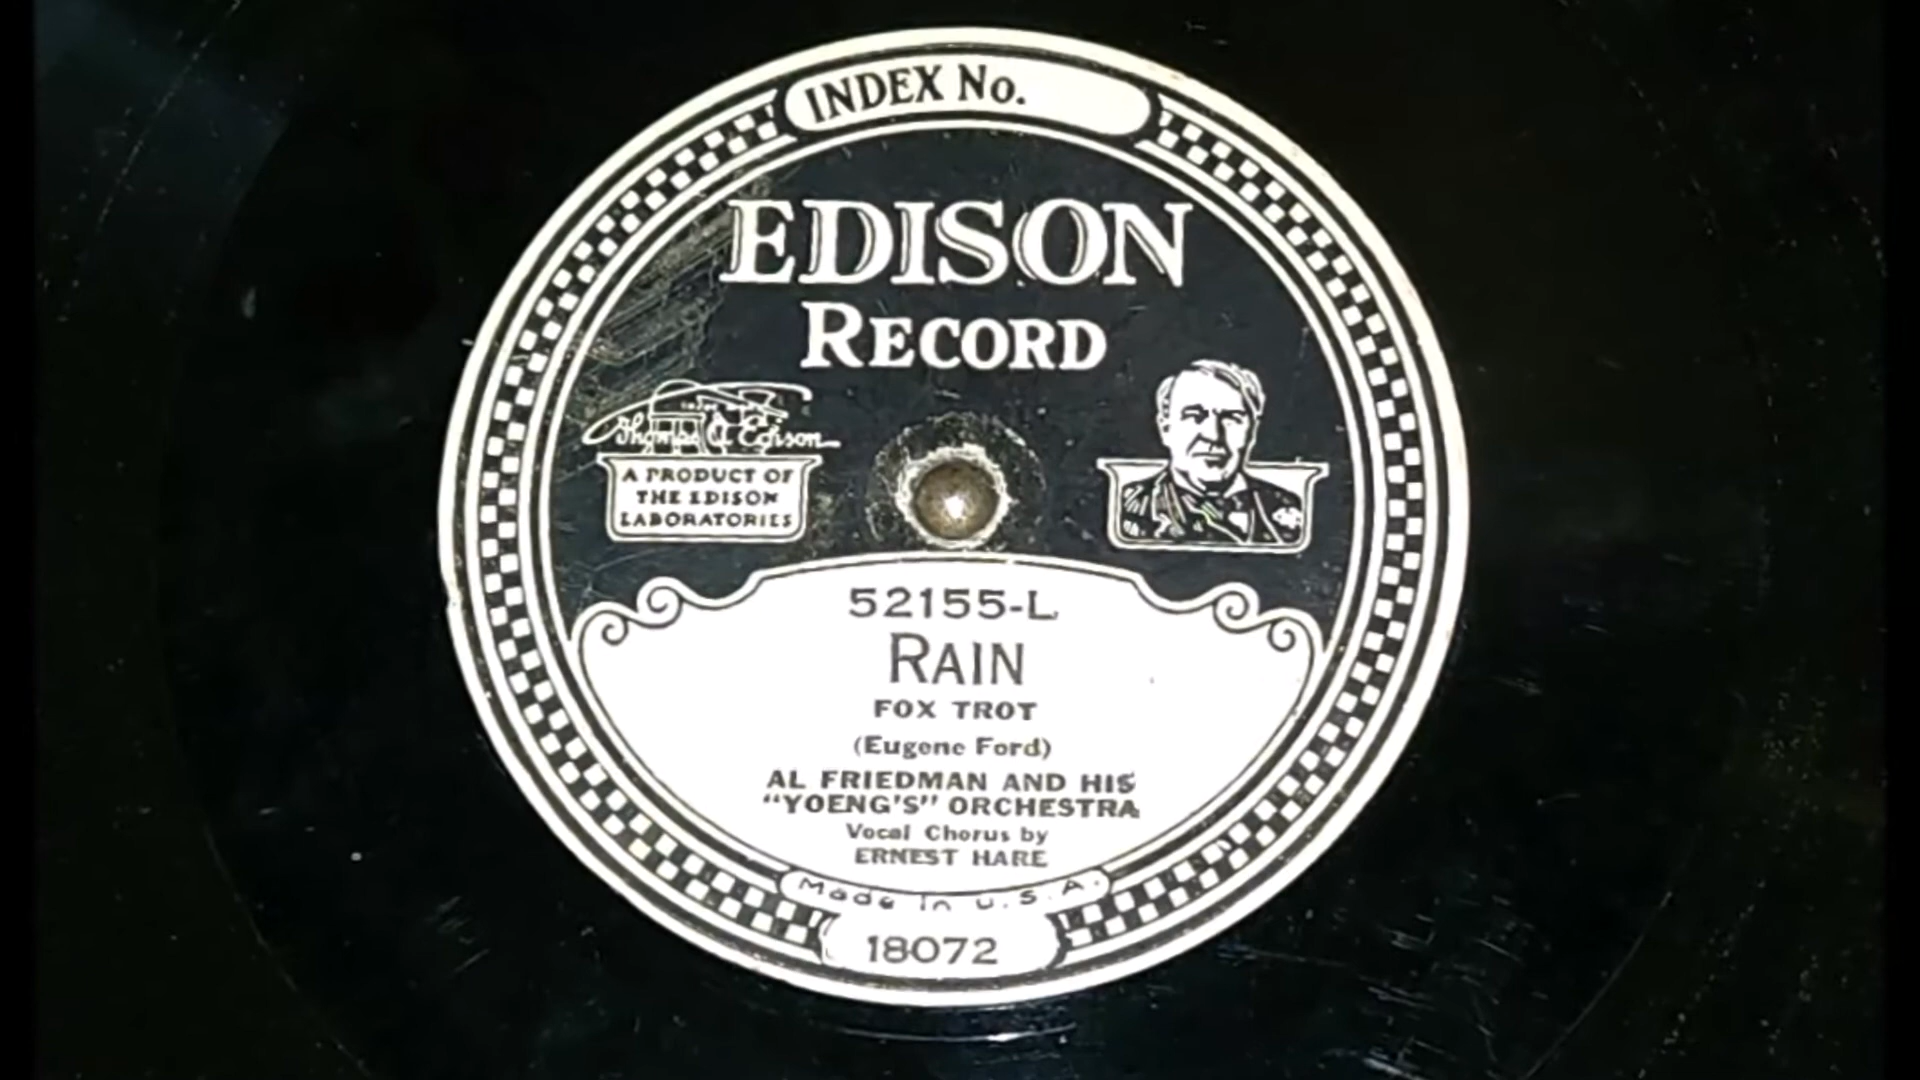 INDEX No.
EDISON
RECORD
Thomas A Edison
A PRODUCT OF
THE EDISON
LABORATORIES
52155-L
RAIN
FOX TROT
(Eugene Ford)
AL FRIEDMAN AND HIS
"YOENG'S" ORCHESTRA
Vocal Chorus by
ERNEST HARE
Made in U.S.A.
18072